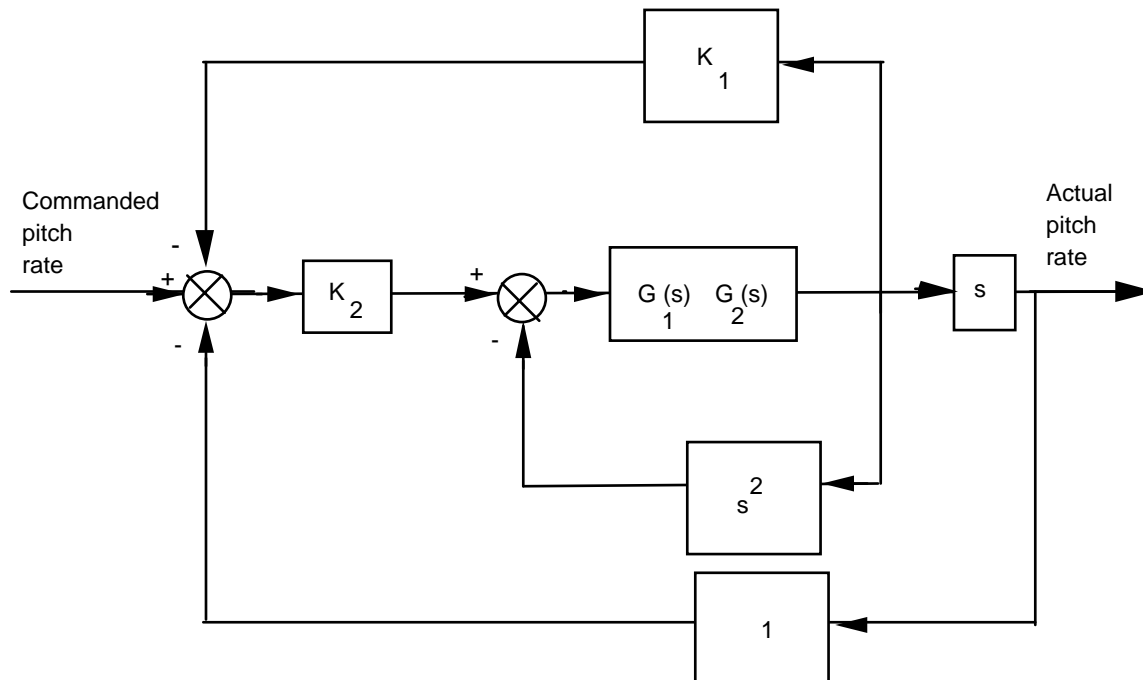 K 1
Commanded
pitch
rate
Actual
pitch
rate
-
+
K 2
+
G (s) G (s)
1 2
s
-
-
s 2
1